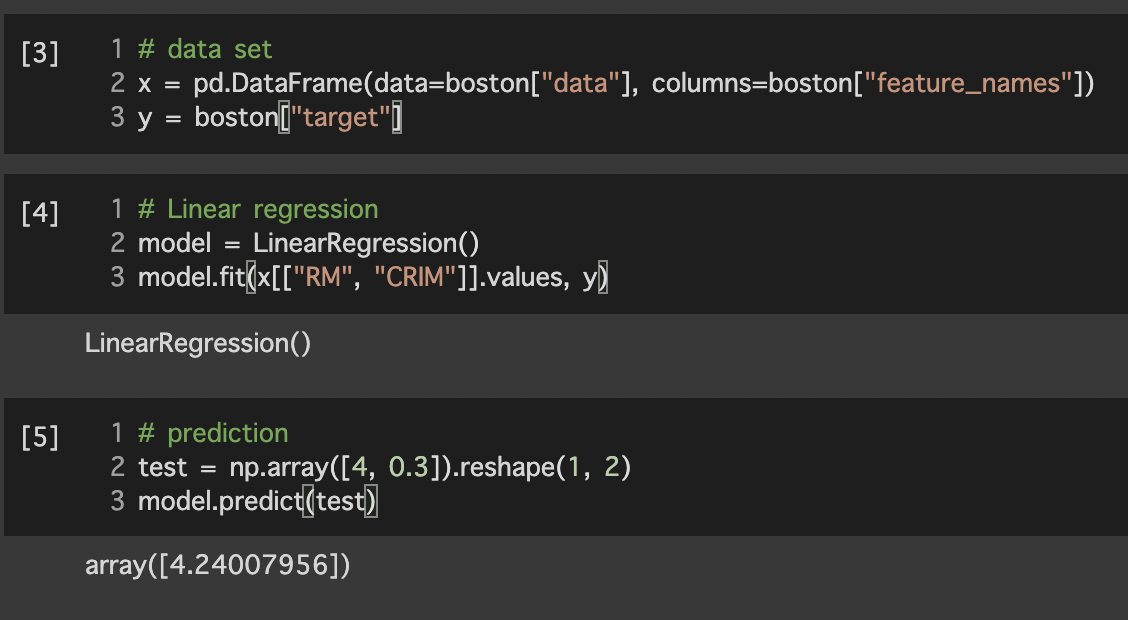 [3] 1 # data set
2 x = pd.DataFrame(data=boston["data"], columns=boston["feature_names"])
3 y = boston["target"]
[4] 1 # Linear regression
2 model = LinearRegression()
3 model.fit(x[["RM", "CRIM"]].values, y)
LinearRegression()
[5] 1 # prediction
2 test = np.array([4, 0.3]).reshape(1, 2)
3 model.predict(test)
array([4.24007956])